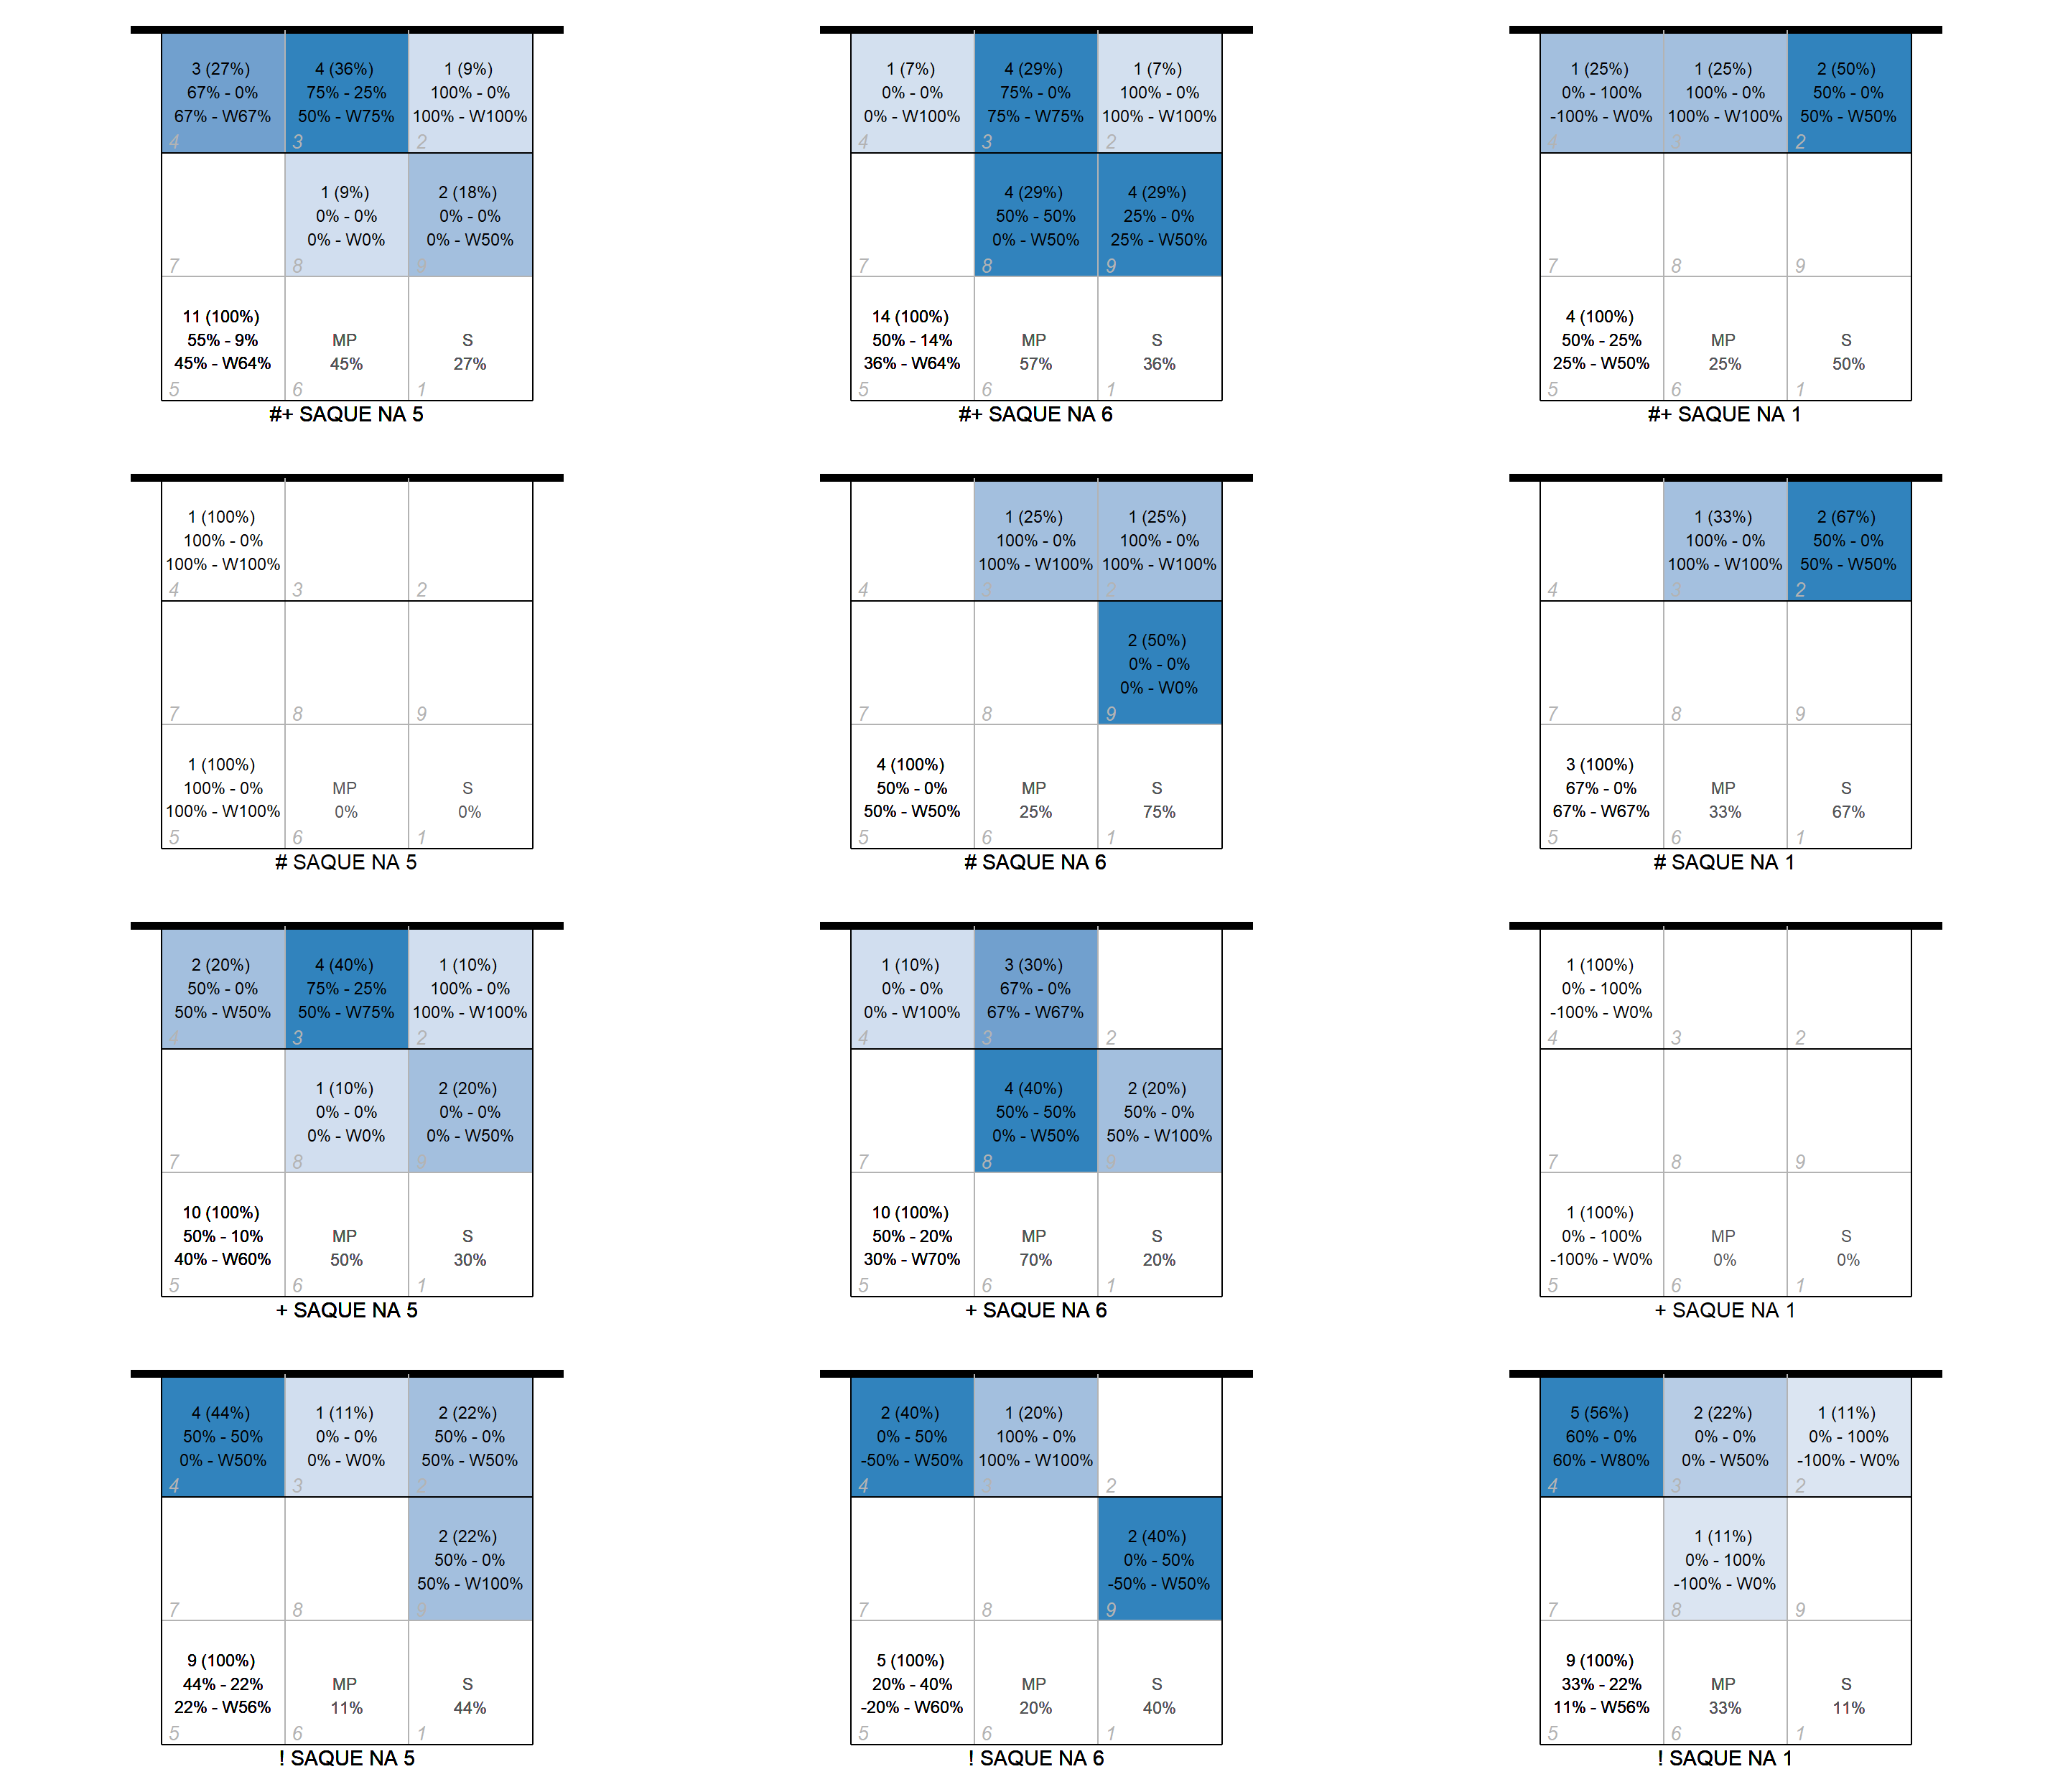 3 (27%)
67% - 0%
67% - W67%
4
4 (36%)
75% - 25%
50% - W75%
3
1 (9%)
100% - 0%
100% - W100%
2
7
1 (9%)
0% - 0%
0% - W0%
8
2 (18%)
0% - 0%
0% - W50%
9
11 (100%)
55% - 9%
45% - W64%
5
MP
45%
6
S
27%
1
#+ SAQUE NA 5
1 (7%)
0% - 0%
0% - W100%
4
4 (29%)
75% - 0%
75% - W75%
3
1 (7%)
100% - 0%
100% - W100%
2
7
4 (29%)
50% - 50%
0% - W50%
8
4 (29%)
25% - 0%
25% - W50%
9
14 (100%)
50% - 14%
36% - W64%
5
MP
57%
6
S
36%
1
#+ SAQUE NA 6
1 (25%)
0% - 100%
-100% - W0%
4
1 (25%)
100% - 0%
100% - W100%
3
2 (50%)
50% - 0%
50% - W50%
2
7
8
9
4 (100%)
50% - 25%
25% - W50%
5
MP
25%
6
S
50%
1
#+ SAQUE NA 1
1 (100%)
100% - 0%
100% - W100%
4
3
2
7
8
9
1 (100%)
100% - 0%
100% - W100%
5
MP
0%
6
S
0%
1
# SAQUE NA 5
4
1 (25%)
100% - 0%
100% - W100%
3
1 (25%)
100% - 0%
100% - W100%
2
7
8
2 (50%)
0% - 0%
0% - W0%
9
4 (100%)
50% - 0%
50% - W50%
5
MP
25%
6
S
75%
1
# SAQUE NA 6
4
1 (33%)
100% - 0%
100% - W100%
3
2 (67%)
50% - 0%
50% - W50%
2
7
8
9
3 (100%)
67% - 0%
67% - W67%
5
MP
33%
6
S
67%
1
# SAQUE NA 1
2 (20%)
50% - 0%
50% - W50%
4
4 (40%)
75% - 25%
50% - W75%
3
1 (10%)
100% - 0%
100% - W100%
2
7
1 (10%)
0% - 0%
0% - W0%
8
2 (20%)
0% - 0%
0% - W50%
9
10 (100%)
50% - 10%
40% - W60%
5
MP
50%
6
S
30%
1
+ SAQUE NA 5
1 (10%)
0% - 0%
0% - W100%
4
3 (30%)
67% - 0%
67% - W67%
3
2
7
4 (40%)
50% - 50%
0% - W50%
8
2 (20%)
50% - 0%
50% - W100%
9
10 (100%)
50% - 20%
30% - W70%
5
MP
70%
6
S
20%
1
+ SAQUE NA 6
1 (100%)
0% - 100%
-100% - W0%
4
3
2
7
8
9
1 (100%)
0% - 100%
-100% - W0%
5
MP
0%
6
S
0%
1
+ SAQUE NA 1
4 (44%)
50% - 50%
0% - W50%
4
1 (11%)
0% - 0%
0% - W0%
3
2 (22%)
50% - 0%
50% - W50%
2
7
8
2 (22%)
50% - 0%
50% - W100%
9
9 (100%)
44% - 22%
22% - W56%
5
MP
11%
6
S
44%
1
! SAQUE NA 5
2 (40%)
0% - 50%
-50% - W50%
4
1 (20%)
100% - 0%
100% - W100%
3
2
7
8
2 (40%)
0% - 50%
-50% - W50%
9
5 (100%)
20% - 40%
-20% - W60%
5
MP
20%
6
S
40%
1
! SAQUE NA 6
5 (56%)
60% - 0%
60% - W80%
4
2 (22%)
0% - 0%
0% - W50%
3
1 (11%)
0% - 100%
-100% - W0%
2
7
1 (11%)
0% - 100%
-100% - W0%
8
9
9 (100%)
33% - 22%
11% - W56%
5
MP
33%
6
S
11%
1
! SAQUE NA 1